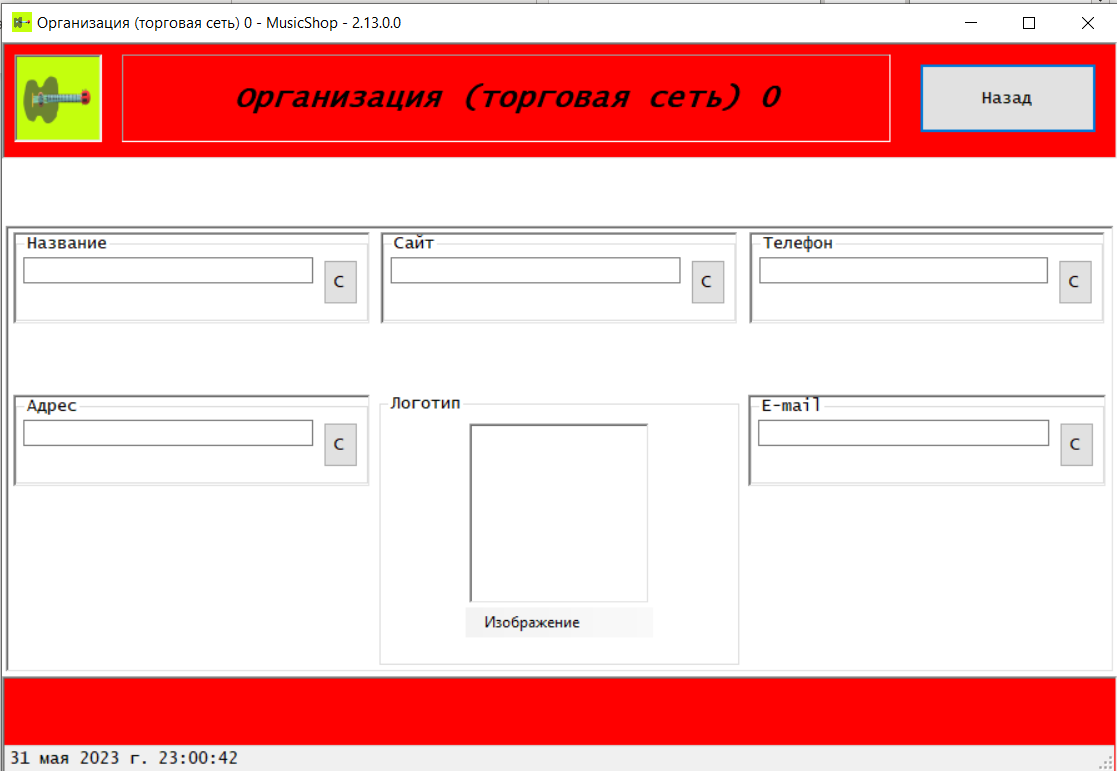 Организация (торговая сеть) 0 - MusicShop - 2.13.0.0
Организация (торговая сеть) 0
Назад
Название
Сайт
Телефон
С
С
С
Адрес
Логотип
E-mail
С
С
Изображение
31 мая 2023 г. 23:00:42